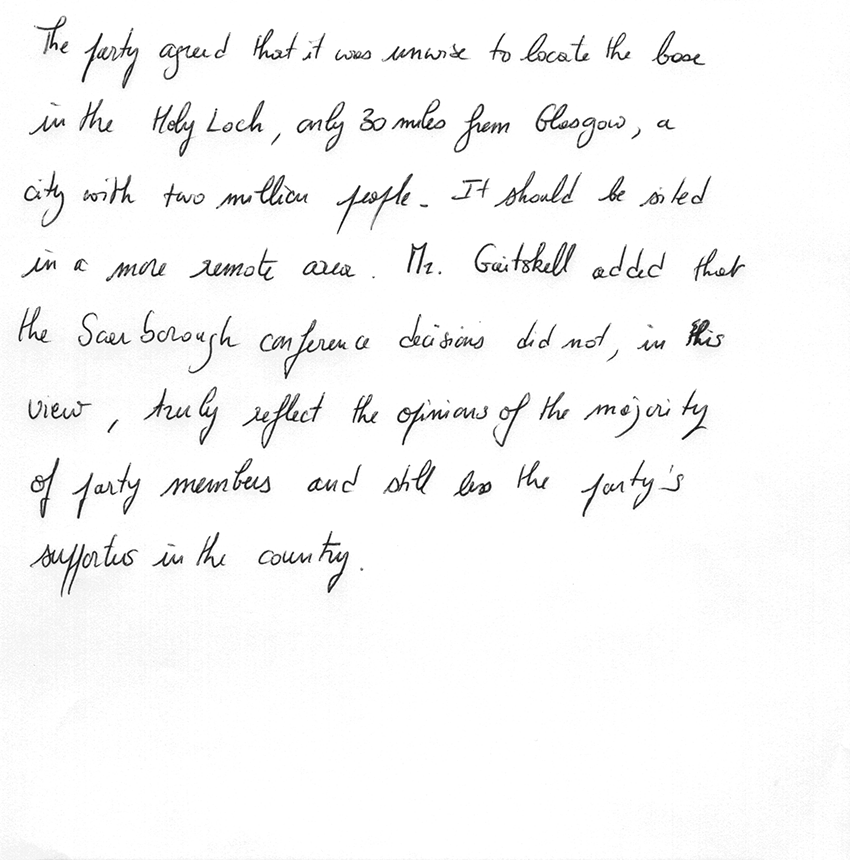 The party agreed that it was unwise to locate the base
in the Holy Loch, only 30 miles from Glasgow, a
city with two million people. It should be sited
in a more remote area. Mr. Gaitskell added that
the Scarborough conference decisions did not, in this
view, truly reflect the opinions of the majority
of party members and still less the party's
supporters in the country.